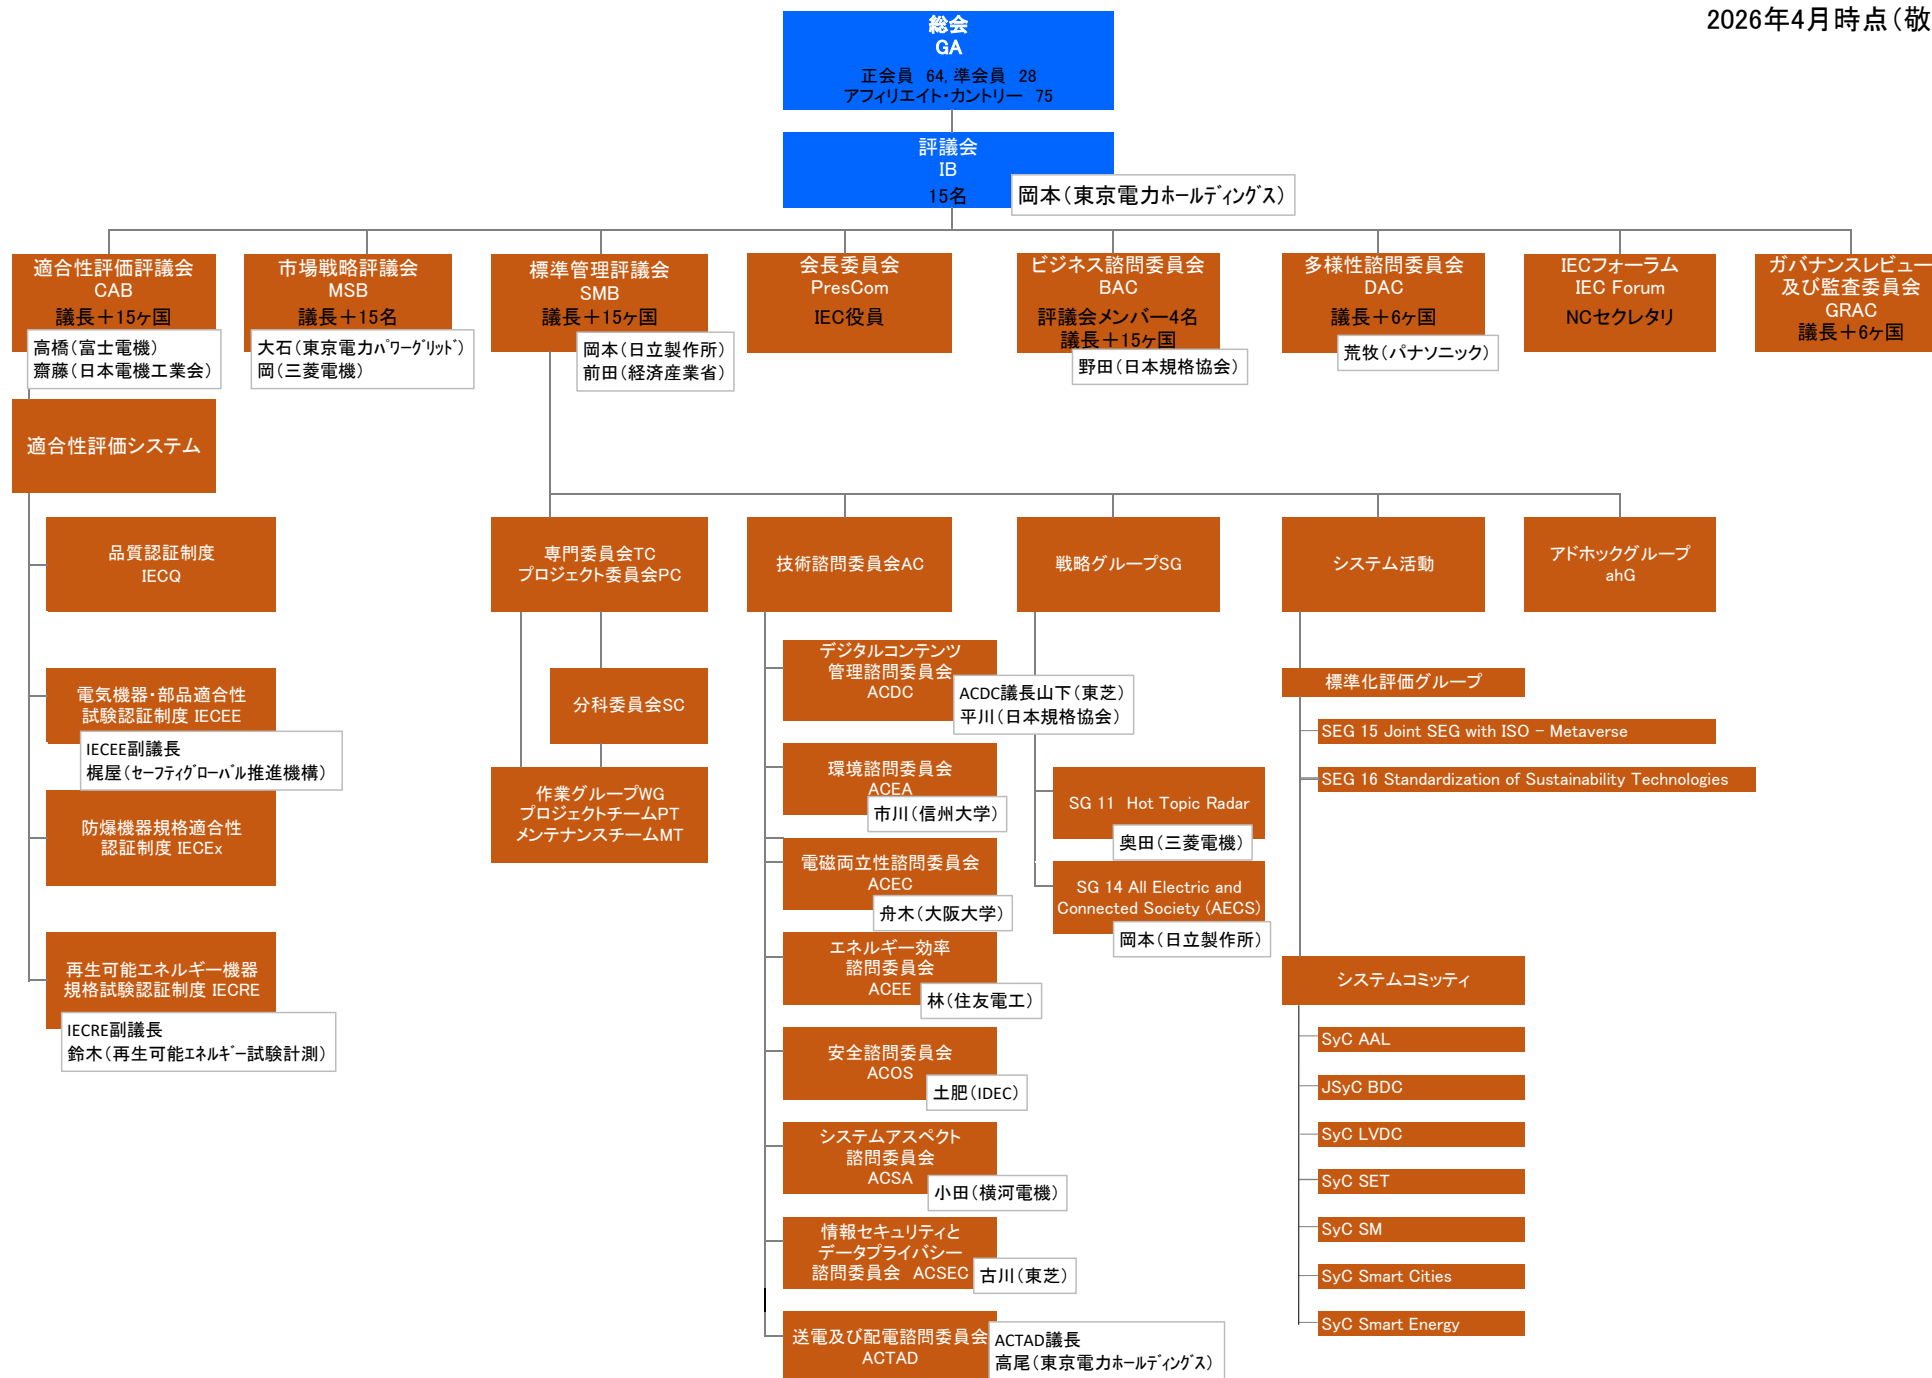 2026年4月時点（敬
総会
GA
正会員 64, 準会員 28
アフィリエイト・カントリー 75
評議会
IB
15名
岡本（東京電力ホールディングス）
適合性評価評議会
CAB
議長＋15ヶ国
高橋（富士電機）
齋藤（日本電機工業会）
市場戦略評議会
MSB
議長＋15名
大石（東京電力パワーグリッド）
岡（三菱電機）
標準管理評議会
SMB
議長＋15ヶ国
岡本（日立製作所）
前田（経済産業省）
会長委員会
PresCom
IEC役員
ビジネス諮問委員会
BAC
評議会メンバー4名
議長＋15ヶ国
野田（日本規格協会）
多様性諮問委員会
DAC
議長＋6ヶ国
荒牧（パナソニック）
IECフォーラム
IEC Forum
NCセクレタリ
ガバナンスレビュー
及び監査委員会
GRAC
議長＋6ヶ国
適合性評価システム
品質認証制度
IECQ
電気機器・部品適合性
試験認証制度 IECEE
IECEE副議長
梶屋（セーフティグローバル推進機構）
防爆機器規格適合性
認証制度 IECEx
再生可能エネルギー機器
規格試験認証制度 IECRE
IECRE副議長
鈴木（再生可能エネルギー試験計測）
専門委員会TC
プロジェクト委員会PC
分科委員会SC
作業グループWG
プロジェクトチームPT
メンテナンスチームMT
技術諮問委員会AC
デジタルコンテンツ
管理諮問委員会
ACDC
ACDC議長山下（東芝）
平川（日本規格協会）
環境諮問委員会
ACEA
市川（信州大学）
電磁両立性諮問委員会
ACEC
舟木（大阪大学）
エネルギー効率
諮問委員会
ACEE
林（住友電工）
安全諮問委員会
ACOS
土肥（IDEC）
システムアスペクト
諮問委員会
ACSA
小田（横河電機）
情報セキュリティと
データプライバシー
諮問委員会 ACSEC
古川（東芝）
送電及び配電諮問委員会
ACTAD
ACTAD議長
高尾（東京電力ホールディングス）
戦略グループSG
SG 11 Hot Topic Radar
奥田（三菱電機）
SG 14 All Electric and
Connected Society (AECS)
岡本（日立製作所）
システム活動
標準化評価グループ
SEG 15 Joint SEG with ISO - Metaverse
SEG 16 Standardization of Sustainability Technologies
システムコミッティ
SyC AAL
JSyC BDC
SyC LVDC
SyC SET
SyC SM
SyC Smart Cities
SyC Smart Energy
アドホックグループ
ahG